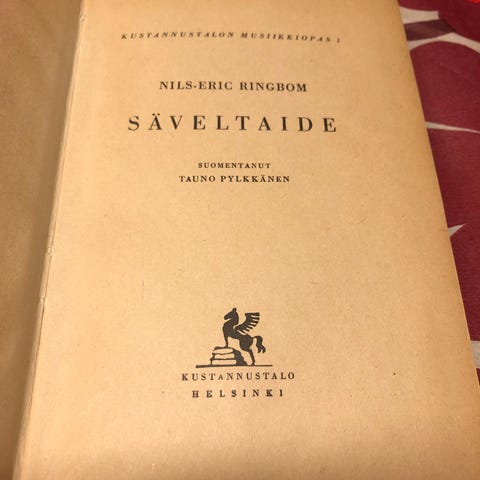 KUSTANNUSTALON MUSIIKKIOPAS 1
NILS-ERIC RINGBOM
SÄVELTAIDE
SUOMENTANUT
TAUNO PYLKKÄNEN
KUSTANNUSTALO
HELSINKI